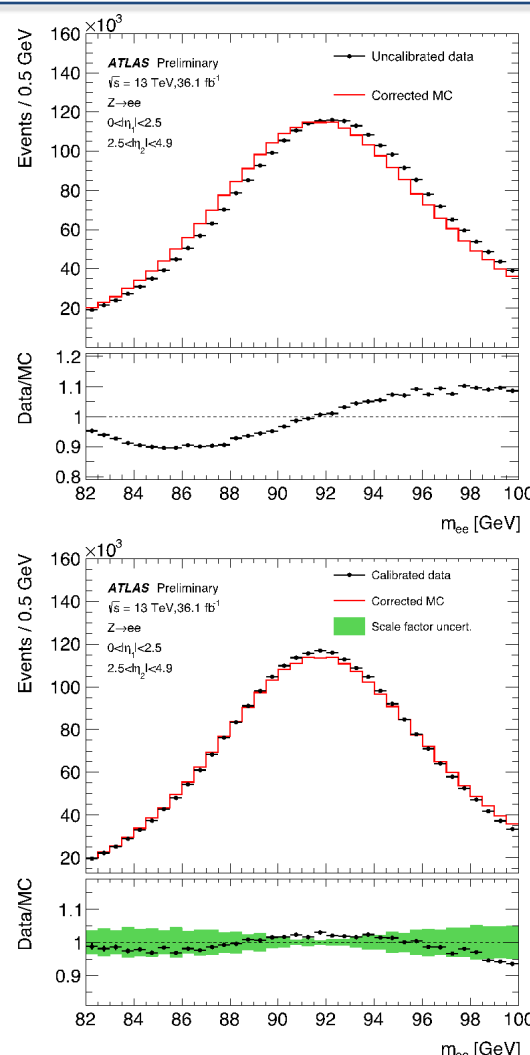 160 ×10³
Events / 0.5 GeV
140
120
100
80
60
40
20
ATLAS Preliminary
√s = 13 TeV,36.1 fb⁻¹
Z→ee
0<|η₁|<2.5
2.5<|η₂|<4.9
Uncalibrated data
Corrected MC
Data/MC
1.2
1.1
1
0.9
0.8
82 84 86 88 90 92 94 96 98 100
mₑₑ [GeV]
160 ×10³
Events / 0.5 GeV
140
120
100
80
60
40
20
ATLAS Preliminary
√s = 13 TeV,36.1 fb⁻¹
Z→ee
0<|η₁|<2.5
2.5<|η₂|<4.9
Calibrated data
Corrected MC
Scale factor uncert.
Data/MC
1.1
1
0.9
82 84 86 88 90 92 94 96 98 100
mₑₑ [GeV]